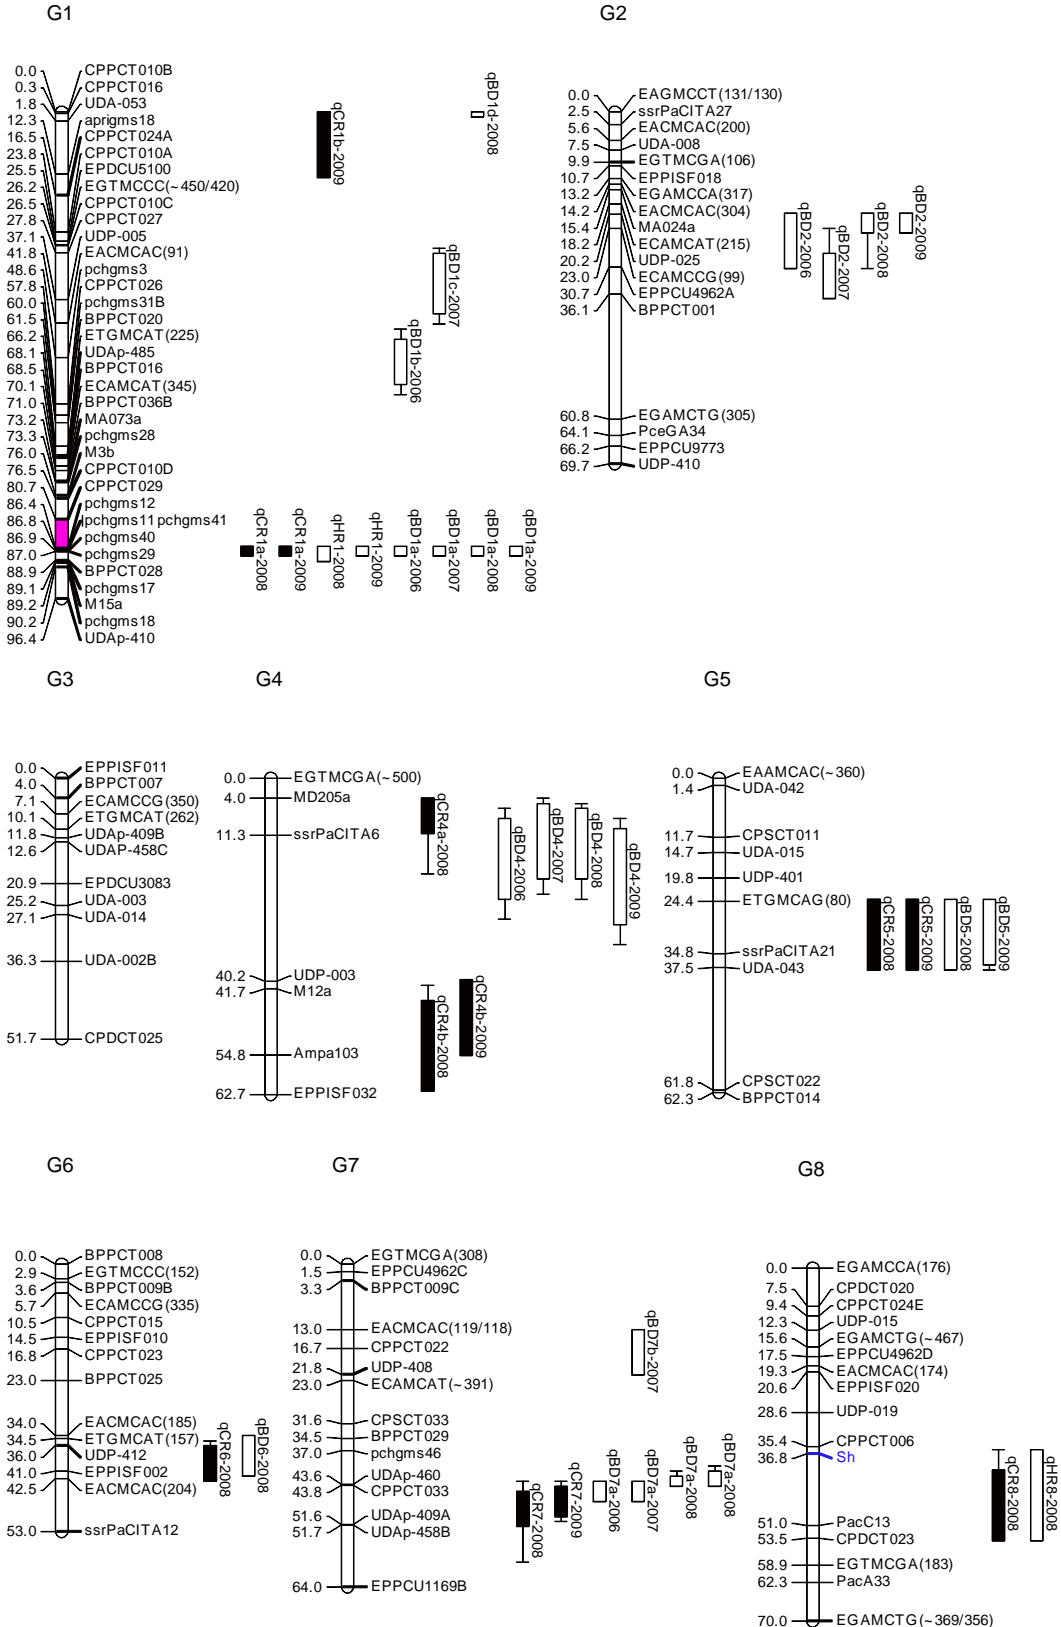 G1
0.0 CPPCT010B
0.3 CPPCT016
1.8 UDA-053
12.3 aprigms18
16.5 CPPCT024A
23.8 CPPCT010A
25.5 EPDCU5100
26.2 EGTMCCC(~450/420)
26.5 CPPCT010C
27.8 CPPCT027
37.1 UDP-005
41.8 EACMCAC(91)
48.6 pchgms3
57.8 CPPCT026
60.0 pchgms31B
61.5 BPPCT020
66.2 ETGMCAT(225)
68.1 UDAp-485
68.5 BPPCT016
70.1 ECAMCAT(345)
71.0 BPPCT036B
73.2 MA073a
73.3 pchgms28
76.0 M3b
76.5 CPPCT010D
80.7 CPPCT029
86.4 pchgms12
86.8 pchgms11 pchgms41
86.9 pchgms40
87.0 pchgms29
88.9 BPPCT028
89.1 pchgms17
89.2 M15a
90.2 pchgms18
96.4 UDAp-410
qCR1b-2009
qBD1d-2008
qBD1c-2007
qBD1b-2006
qCR1a-2008
qCR1a-2009
qHR1-2008
qHR1-2009
qBD1a-2006
qBD1a-2007
qBD1a-2008
qBD1a-2009
G2
0.0 EAGMCCT(131/130)
2.5 ssrPaCITA27
5.6 EACMCAC(200)
7.5 UDA-008
9.9 EGTMCGA(106)
10.7 EPPISF018
13.2 EGAMCCA(317)
14.2 EACMCAC(304)
15.4 MA024a
18.2 ECAMCAT(215)
20.2 UDP-025
23.0 ECAMCCG(99)
30.7 EPPCU4962A
36.1 BPPCT001
60.8 EGAMCTG(305)
64.1 PceGA34
66.2 EPPCU9773
69.7 UDP-410
qBD2-2006
qBD2-2007
qBD2-2008
qBD2-2009
G3
0.0 EPPISF011
4.0 BPPCT007
7.1 ECAMCCG(350)
10.1 ETGMCAT(262)
11.8 UDAp-409B
12.6 UDAP-458C
20.9 EPDCU3083
25.2 UDA-003
27.1 UDA-014
36.3 UDA-002B
51.7 CPDCT025
G4
0.0 EGTMCGA(~500)
4.0 MD205a
11.3 ssrPaCITA6
40.2 UDP-003
41.7 M12a
54.8 Ampa103
62.7 EPPISF032
qCR4a-2008
qBD4-2006
qBD4-2007
qBD4-2008
qBD4-2009
qCR4b-2008
qCR4b-2009
G5
0.0 EAAMCAC(~360)
1.4 UDA-042
11.7 CPSCT011
14.7 UDA-015
19.8 UDP-401
24.4 ETGMCAG(80)
34.8 ssrPaCITA21
37.5 UDA-043
61.8 CPSCT022
62.3 BPPCT014
qCR5-2008
qCR5-2009
qBD5-2008
qBD5-2009
G6
0.0 BPPCT008
2.9 EGTMCCC(152)
3.6 BPPCT009B
5.7 ECAMCCG(335)
10.5 CPPCT015
14.5 EPPISF010
16.8 CPPCT023
23.0 BPPCT025
34.0 EACMCAC(185)
34.5 ETGMCAT(157)
36.0 UDP-412
41.0 EPPISF002
42.5 EACMCAC(204)
53.0 ssrPaCITA12
qCR6-2008
qBD6-2008
G7
0.0 EGTMCGA(308)
1.5 EPPCU4962C
3.3 BPPCT009C
13.0 EACMCAC(119/118)
16.7 CPPCT022
21.8 UDP-408
23.0 ECAMCAT(~391)
31.6 CPSCT033
34.5 BPPCT029
37.0 pchgms46
43.6 UDAp-460
43.8 CPPCT033
51.6 UDAp-409A
51.7 UDAp-458B
64.0 EPPCU1169B
qBD7b-2007
qCR7-2008
qCR7-2009
qBD7a-2006
qBD7a-2007
qBD7a-2008
qBD7a-2008
G8
0.0 EGAMCCA(176)
7.5 CPDCT020
9.4 CPPCT024E
12.3 UDP-015
15.6 EGAMCTG(~467)
17.5 EPPCU4962D
19.3 EACMCAC(174)
20.6 EPPISF020
28.6 UDP-019
35.4 CPPCT006
36.8 Sh
51.0 PacC13
53.5 CPDCT023
58.9 EGTMCGA(183)
62.3 PacA33
70.0 EGAMCTG(~369/356)
qCR8-2008
qHR8-2008